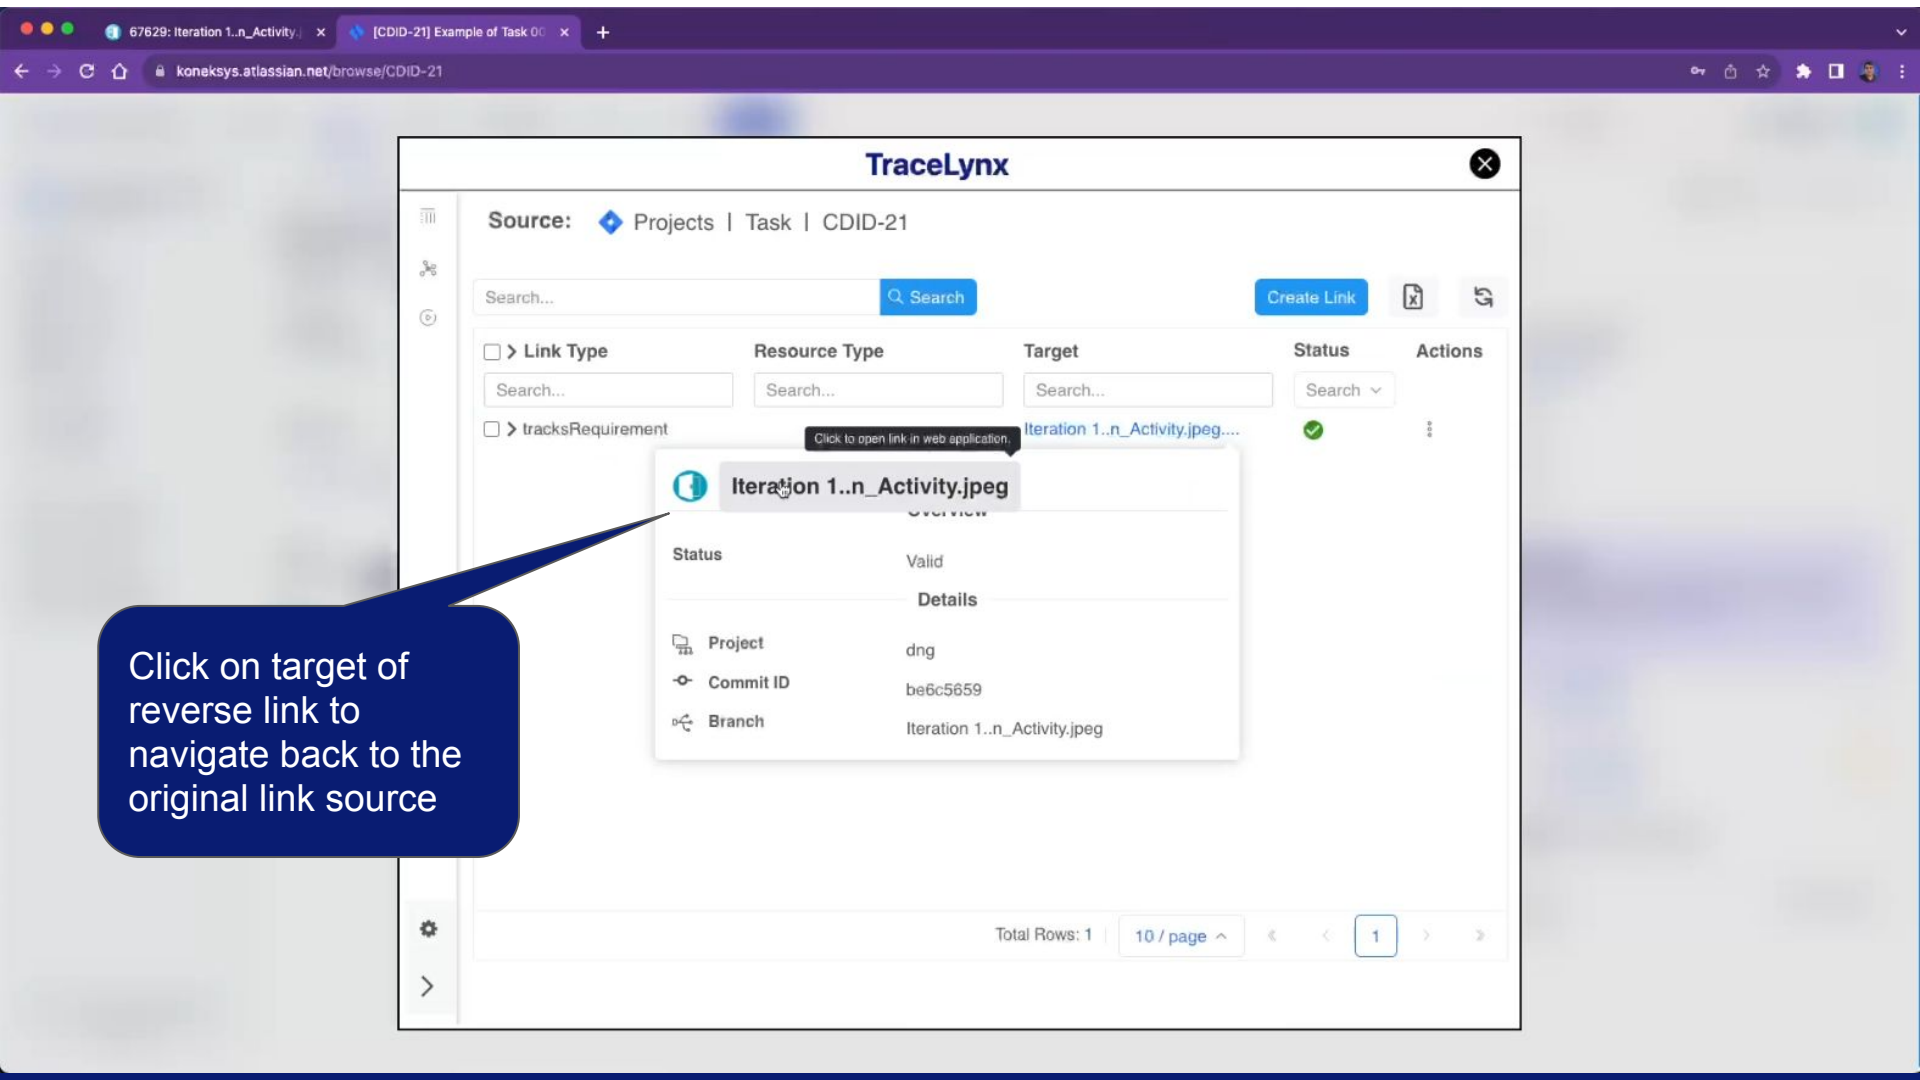 67629: Iteration 1..n_Activity.j
[CDID-21] Example of Task 00
koneksys.atlassian.net/browse/CDID-21
TraceLynx
Source: Projects | Task | CDID-21
Search...
Search
Create Link
Link Type Resource Type Target Status Actions
Search... Search... Search... Search
tracksRequirement Iteration 1..n_Activity.jpeg....
Click to open link in web application.
Iteration 1..n_Activity.jpeg
Overview
Status Valid
Details
Project dng
Commit ID be6c5659
Branch Iteration 1..n_Activity.jpeg
Click on target of
reverse link to
navigate back to the
original link source
Total Rows: 1 10 / page 1